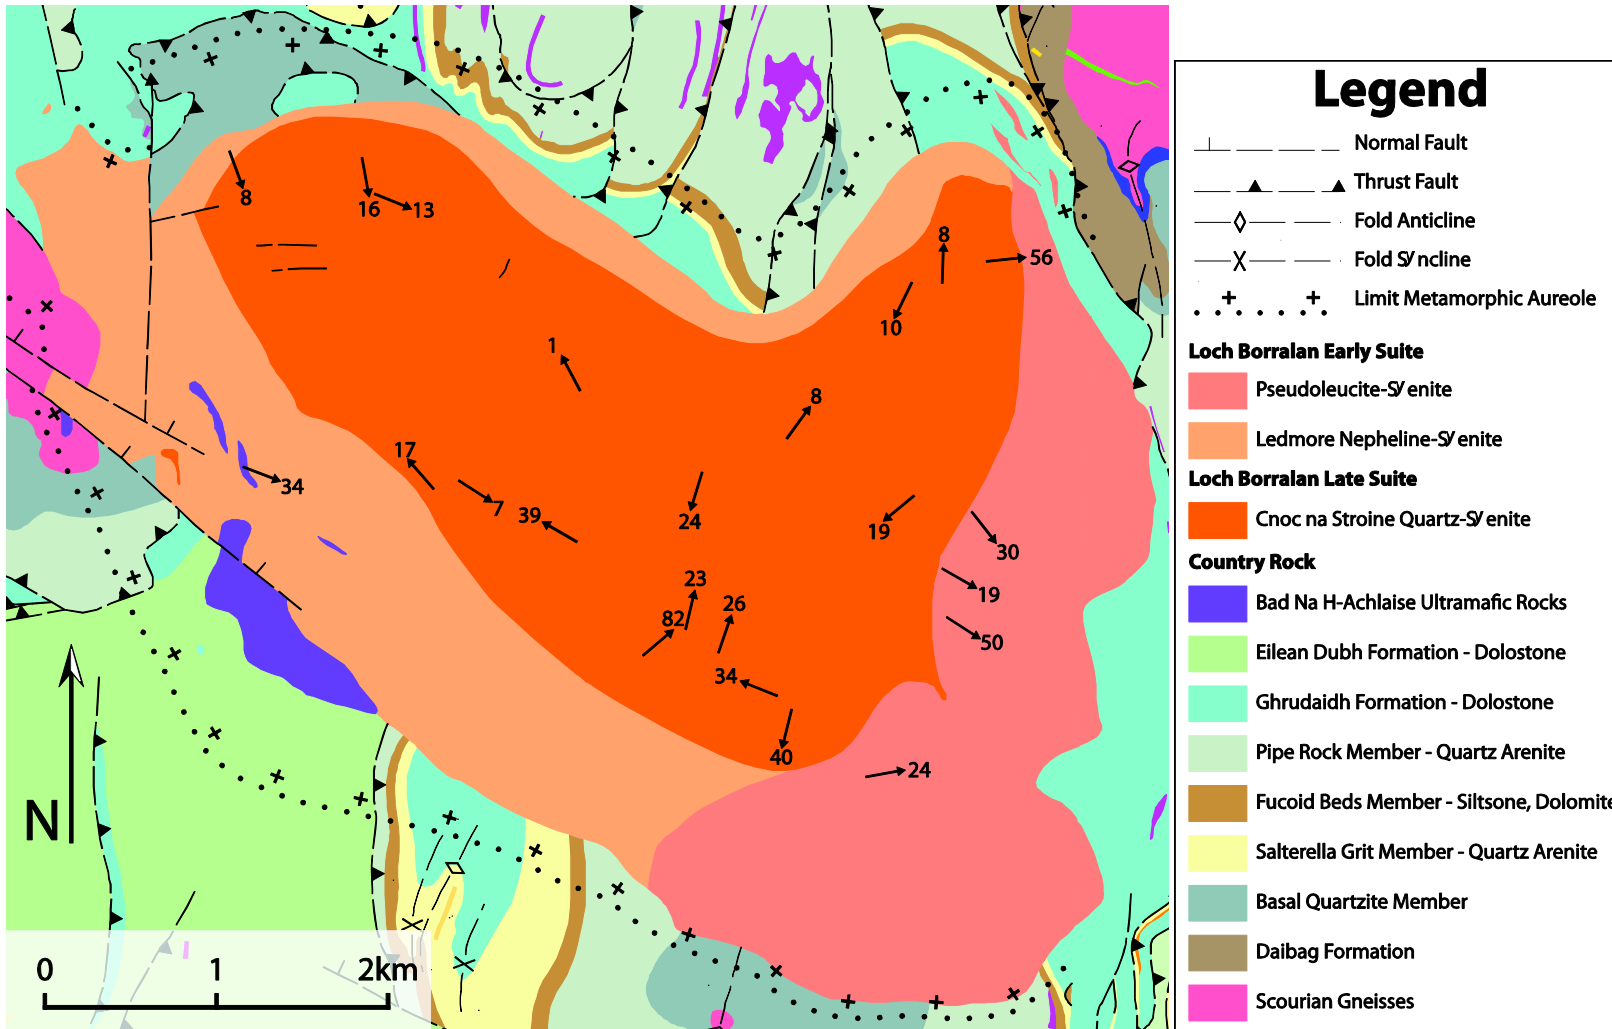 8
16
13
8
56
10
1
8
17
34
7
39
24
19
30
23
19
26
82
50
34
40
24
N
0 1 2km
Legend
Normal Fault
Thrust Fault
Fold Anticline
Fold Syncline
Limit Metamorphic Aureole
Loch Borralan Early Suite
Pseudoleucite-Syenite
Ledmore Nepheline-Syenite
Loch Borralan Late Suite
Cnoc na Stroine Quartz-Syenite
Country Rock
Bad Na H-Achlaise Ultramafic Rocks
Eilean Dubh Formation - Dolostone
Ghrudaidh Formation - Dolostone
Pipe Rock Member - Quartz Arenite
Fucoid Beds Member - Siltsone, Dolomite
Salterella Grit Member - Quartz Arenite
Basal Quartzite Member
Daibag Formation
Scourian Gneisses